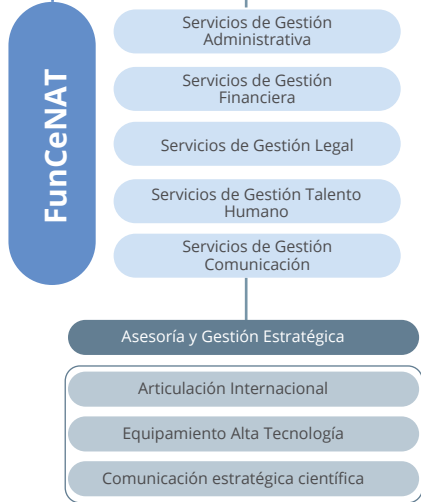 FunCeNAT
Servicios de Gestión
Administrativa
Servicios de Gestión
Financiera
Servicios de Gestión Legal
Servicios de Gestión Talento
Humano
Servicios de Gestión
Comunicación
Asesoría y Gestión Estratégica
Articulación Internacional
Equipamiento Alta Tecnología
Comunicación estratégica científica